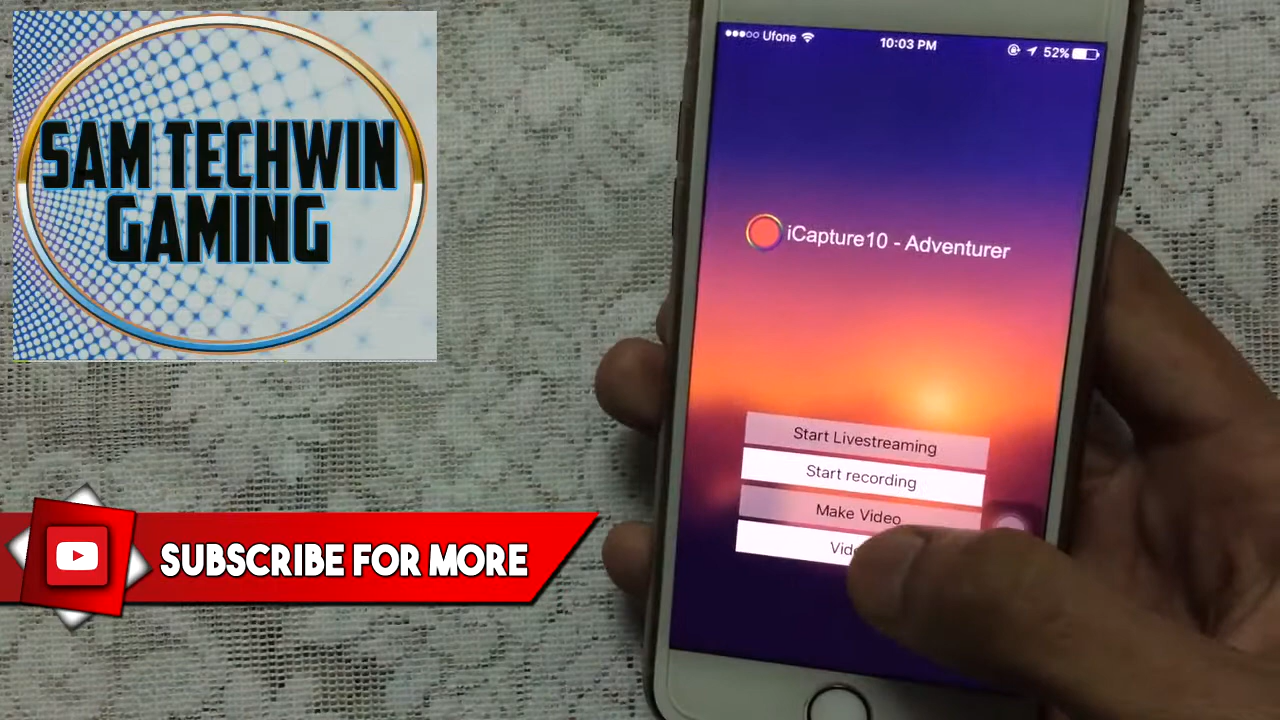 SAM TECHWIN
GAMING
SUBSCRIBE FOR MORE
Ufone
10:03 PM
52%
iCapture10 - Adventurer
Start Livestreaming
Start recording
Make Video